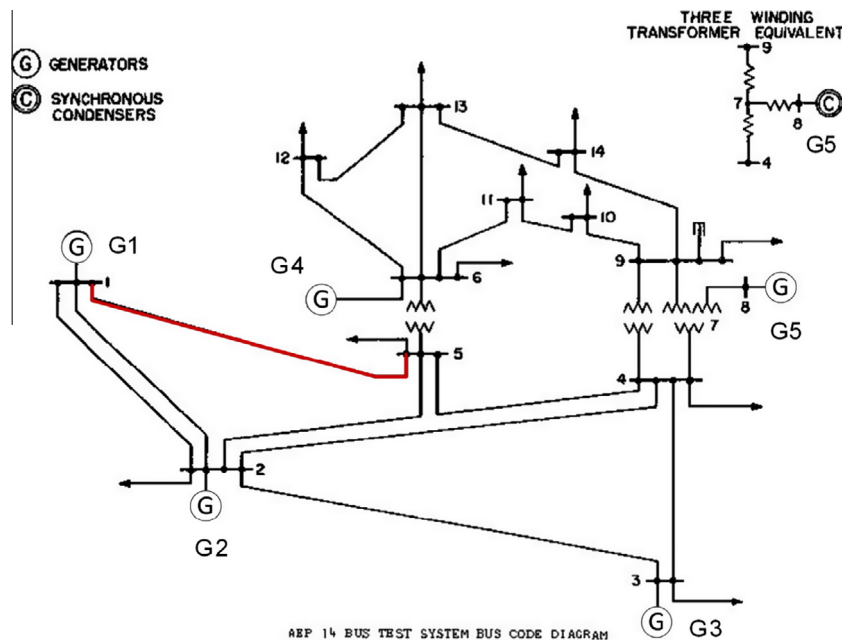 THREE WINDING
TRANSFORMER EQUIVALENT
9
7
8
C
G5
4
G GENERATORS
C SYNCHRONOUS
CONDENSERS
13
12
14
11
10
G G1
1
G4
6
9
G
7
8
G
G5
5
4
2
G
G2
3
G
G3
AEP 14 BUS TEST SYSTEM BUS CODE DIAGRAM